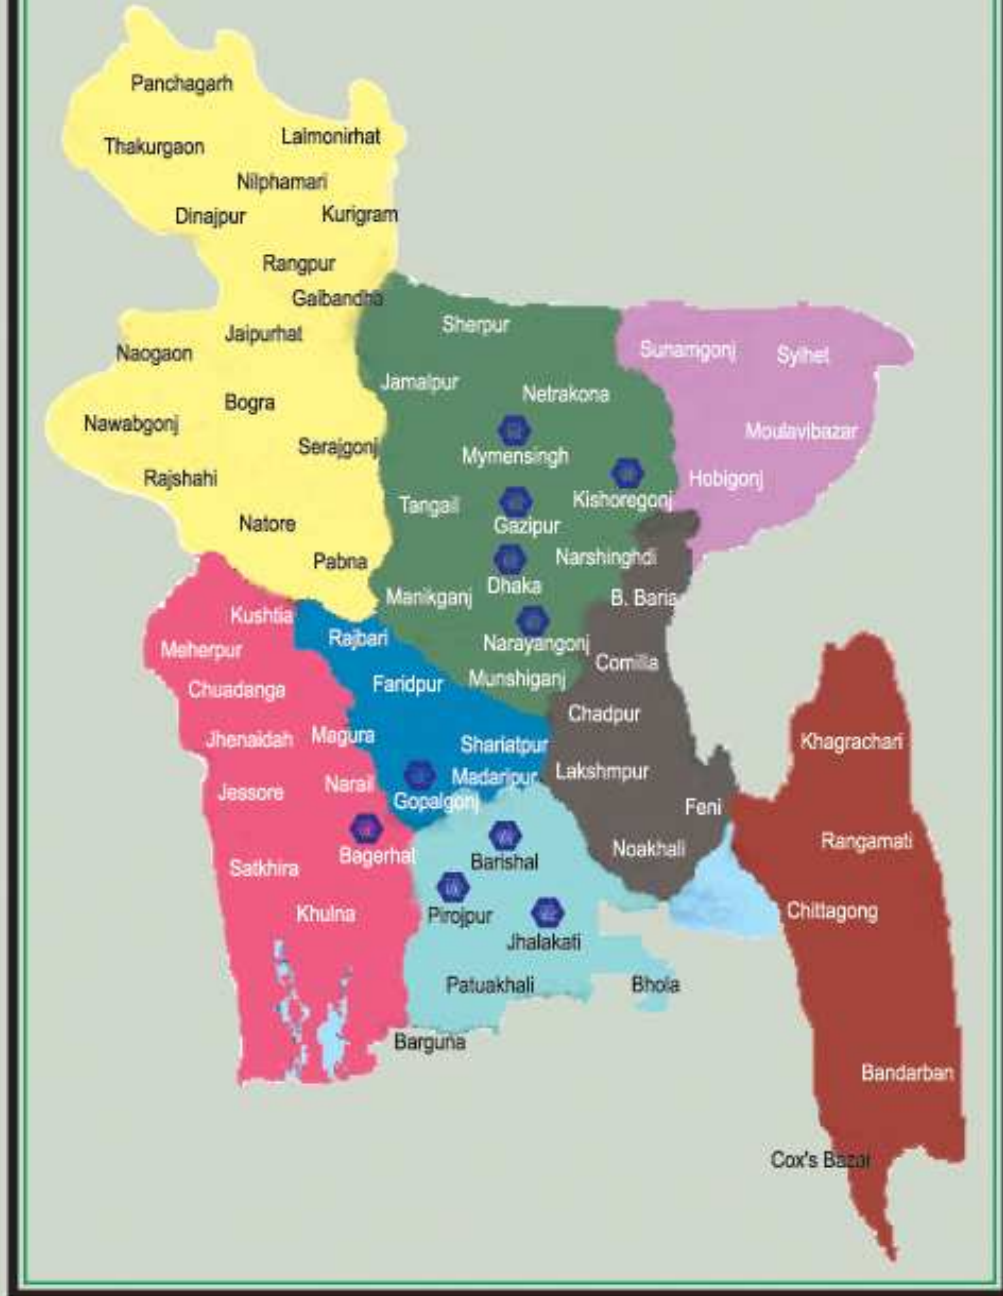 Panchagarh
Lalmonirhat
Thakurgaon
Nilphamari
Dinajpur
Kurigram
Rangpur
Gaibandha
Sherpur
Jaipurhat
Naogaon
Sunamgonj
Sylhet
Jamalpur
Netrakona
Bogra
Nawabgonj
Moulavibazar
Serajgonj
Mymensingh
Rajshahi
Hobigonj
Kishoregonj
Tangail
Natore
Gazipur
Pabna
Narshinghdi
Dhaka
Manikganj
B. Baria
Kushtia
Rajbari
Narayangonj
Meherpur
Comilla
Faridpur
Munshiganj
Chuadanga
Chadpur
Jhenaidah
Magura
Shariatpur
Khagrachari
Lakshmpur
Madaripur
Narail
Jessore
Gopalgonj
Feni
Rangamati
Noakhali
Bagerhat
Barishal
Satkhira
Chittagong
Khulna
Pirojpur
Jhalakati
Patuakhali
Bhola
Barguna
Bandarban
Cox's Bazar